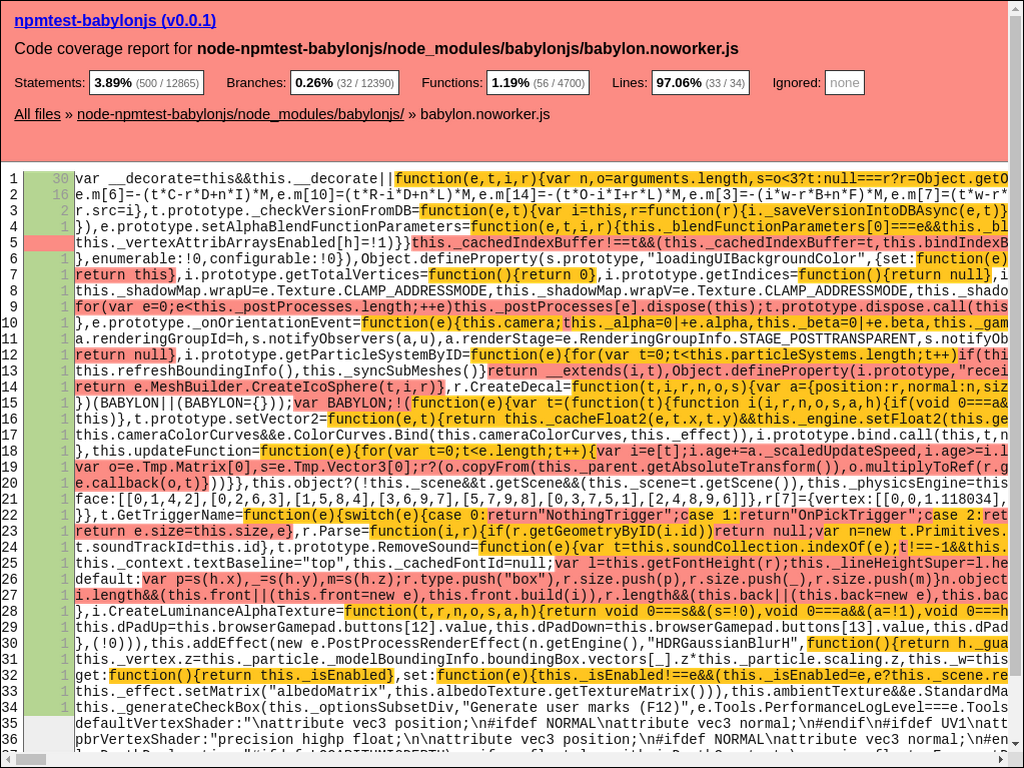 npmtest-babylonjs (v0.0.1)
Code coverage report for node-npmtest-babylonjs/node_modules/babylonjs/babylon.noworker.js
Statements: 3.89% (500 / 12865) Branches: 0.26% (32 / 12390) Functions: 1.19% (56 / 4700) Lines: 97.06% (33 / 34) Ignored: none
All files » node-npmtest-babylonjs/node_modules/babylonjs/ » babylon.noworker.js
1 30 var __decorate=this&&this.__decorate||function(e,t,i,r){var n,o=arguments.length,s=o<3?t:null===r?r=Object.getO
2 16 e.m[6]=-(t*C-r*D+n*I)*M,e.m[10]=(t*R-i*D+n*L)*M,e.m[14]=-(t*O-i*I+r*L)*M,e.m[3]=-(i*w-r*B+n*F)*M,e.m[7]=(t*w-r*
3 2 r.src=i},t.prototype._checkVersionFromDB=function(e,t){var i=this,r=function(r){i._saveVersionIntoDBAsync(e,t)}
4 1 }),e.prototype.setAlphaBlendFunctionParameters=function(e,t,i,r){this._blendFunctionParameters[0]===e&&this._bl
5 this._vertexAttribArraysEnabled[h]=!1)}}this._cachedIndexBuffer!==t&&(this._cachedIndexBuffer=t,this.bindIndexB
6 1 },enumerable:!0,configurable:!0}),Object.defineProperty(s.prototype,"loadingUIBackgroundColor",{set:function(e)
7 1 return this},i.prototype.getTotalVertices=function(){return 0},i.prototype.getIndices=function(){return null},i
8 1 this._shadowMap.wrapU=e.Texture.CLAMP_ADDRESSMODE,this._shadowMap.wrapV=e.Texture.CLAMP_ADDRESSMODE,this._shado
9 1 for(var e=0;e<this._postProcesses.length;++e)this._postProcesses[e].dispose(this);t.prototype.dispose.call(this
10 1 },e.prototype._onOrientationEvent=function(e){this.camera;this._alpha=0|+e.alpha,this._beta=0|+e.beta,this._gam
11 1 a.renderingGroupId=h,s.notifyObservers(a,u),a.renderStage=e.RenderingGroupInfo.STAGE_POSTTRANSPARENT,s.notifyOb
12 1 return null},i.prototype.getParticleSystemByID=function(e){for(var t=0;t<this.particleSystems.length;t++)if(thi
13 1 this.refreshBoundingInfo(),this._syncSubMeshes()}return __extends(i,t),Object.defineProperty(i.prototype,"recei
14 1 return e.MeshBuilder.CreateIcoSphere(t,i,r)},r.CreateDecal=function(t,i,r,n,o,s){var a={position:r,normal:n,siz
15 1 })(BABYLON||(BABYLON={}));var BABYLON;!(function(e){var t=(function(t){function i(i,r,n,o,s,a,h){if(void 0===a&
16 1 this)},t.prototype.setVector2=function(e,t){return this._cacheFloat2(e,t.x,t.y)&&this._engine.setFloat2(this.ge
17 1 this.cameraColorCurves&&e.ColorCurves.Bind(this.cameraColorCurves,this._effect)),i.prototype.bind.call(this,t,n
18 1 },this.updateFunction=function(e){for(var t=0;t<e.length;t++){var i=e[t];i.age+=a._scaledUpdateSpeed,i.age>=i.l
19 1 var o=e.Tmp.Matrix[0],s=e.Tmp.Vector3[0];r?(o.copyFrom(this._parent.getAbsoluteTransform()),o.multiplyToRef(r.g
20 1 e.callback(o,t)}))}},this.object?(!this._scene&&t.getScene&&(this._scene=t.getScene()),this._physicsEngine=this
21 1 face:[[0,1,4,2],[0,2,6,3],[1,5,8,4],[3,6,9,7],[5,7,9,8],[0,3,7,5,1],[2,4,8,9,6]]},r[7]={vertex:[[0,0,1.118034],
22 1 }},t.GetTriggerName=function(e){switch(e){case 0:return"NothingTrigger";case 1:return"OnPickTrigger";case 2:ret
23 1 return e.size=this.size,e},r.Parse=function(i,r){if(r.getGeometryByID(i.id))return null;var n=new t.Primitives.
24 1 t.soundTrackId=this.id},t.prototype.RemoveSound=function(e){var t=this.soundCollection.indexOf(e);t!==-1&&this.
25 1 this._context.textBaseline="top",this._cachedFontId=null;var l=this.getFontHeight(r);this._lineHeightSuper=l.he
26 1 default:var p=s(h.x),_=s(h.y),m=s(h.z);r.type.push("box"),r.size.push(p),r.size.push(_),r.size.push(m)}n.object
27 1 i.length&&(this.front||(this.front=new e),this.front.build(i)),r.length&&(this.back||(this.back=new e),this.bac
28 1 },i.CreateLuminanceAlphaTexture=function(t,r,n,o,s,a,h){return void 0===s&&(s=!0),void 0===a&&(a=!1),void 0===h
29 1 this.dPadUp=this.browserGamepad.buttons[12].value,this.dPadDown=this.browserGamepad.buttons[13].value,this.dPad
30 1 },(!0))),this.addEffect(new e.PostProcessRenderEffect(n.getEngine(),"HDRGaussianBlurH",function(){return h._gua
31 1 this._vertex.z=this._particle._modelBoundingInfo.boundingBox.vectors[_].z*this._particle.scaling.z,this._w=this
32 1 get:function(){return this._isEnabled},set:function(e){this._isEnabled!==e&&(this._isEnabled=e,e?this._scene.re
33 1 this._effect.setMatrix("albedoMatrix",this.albedoTexture.getTextureMatrix())),this.ambientTexture&&e.StandardMa
34 1 this._generateCheckBox(this._optionsSubsetDiv,"Generate user marks (F12)",e.Tools.PerformanceLogLevel===e.Tools
35 defaultVertexShader:"\nattribute vec3 position;\n#ifdef NORMAL\nattribute vec3 normal;\n#endif\n#ifdef UV1\natt
36 pbrVertexShader:"precision highp float;\n\nattribute vec3 position;\n#ifdef NORMAL\nattribute vec3 normal;\n#en